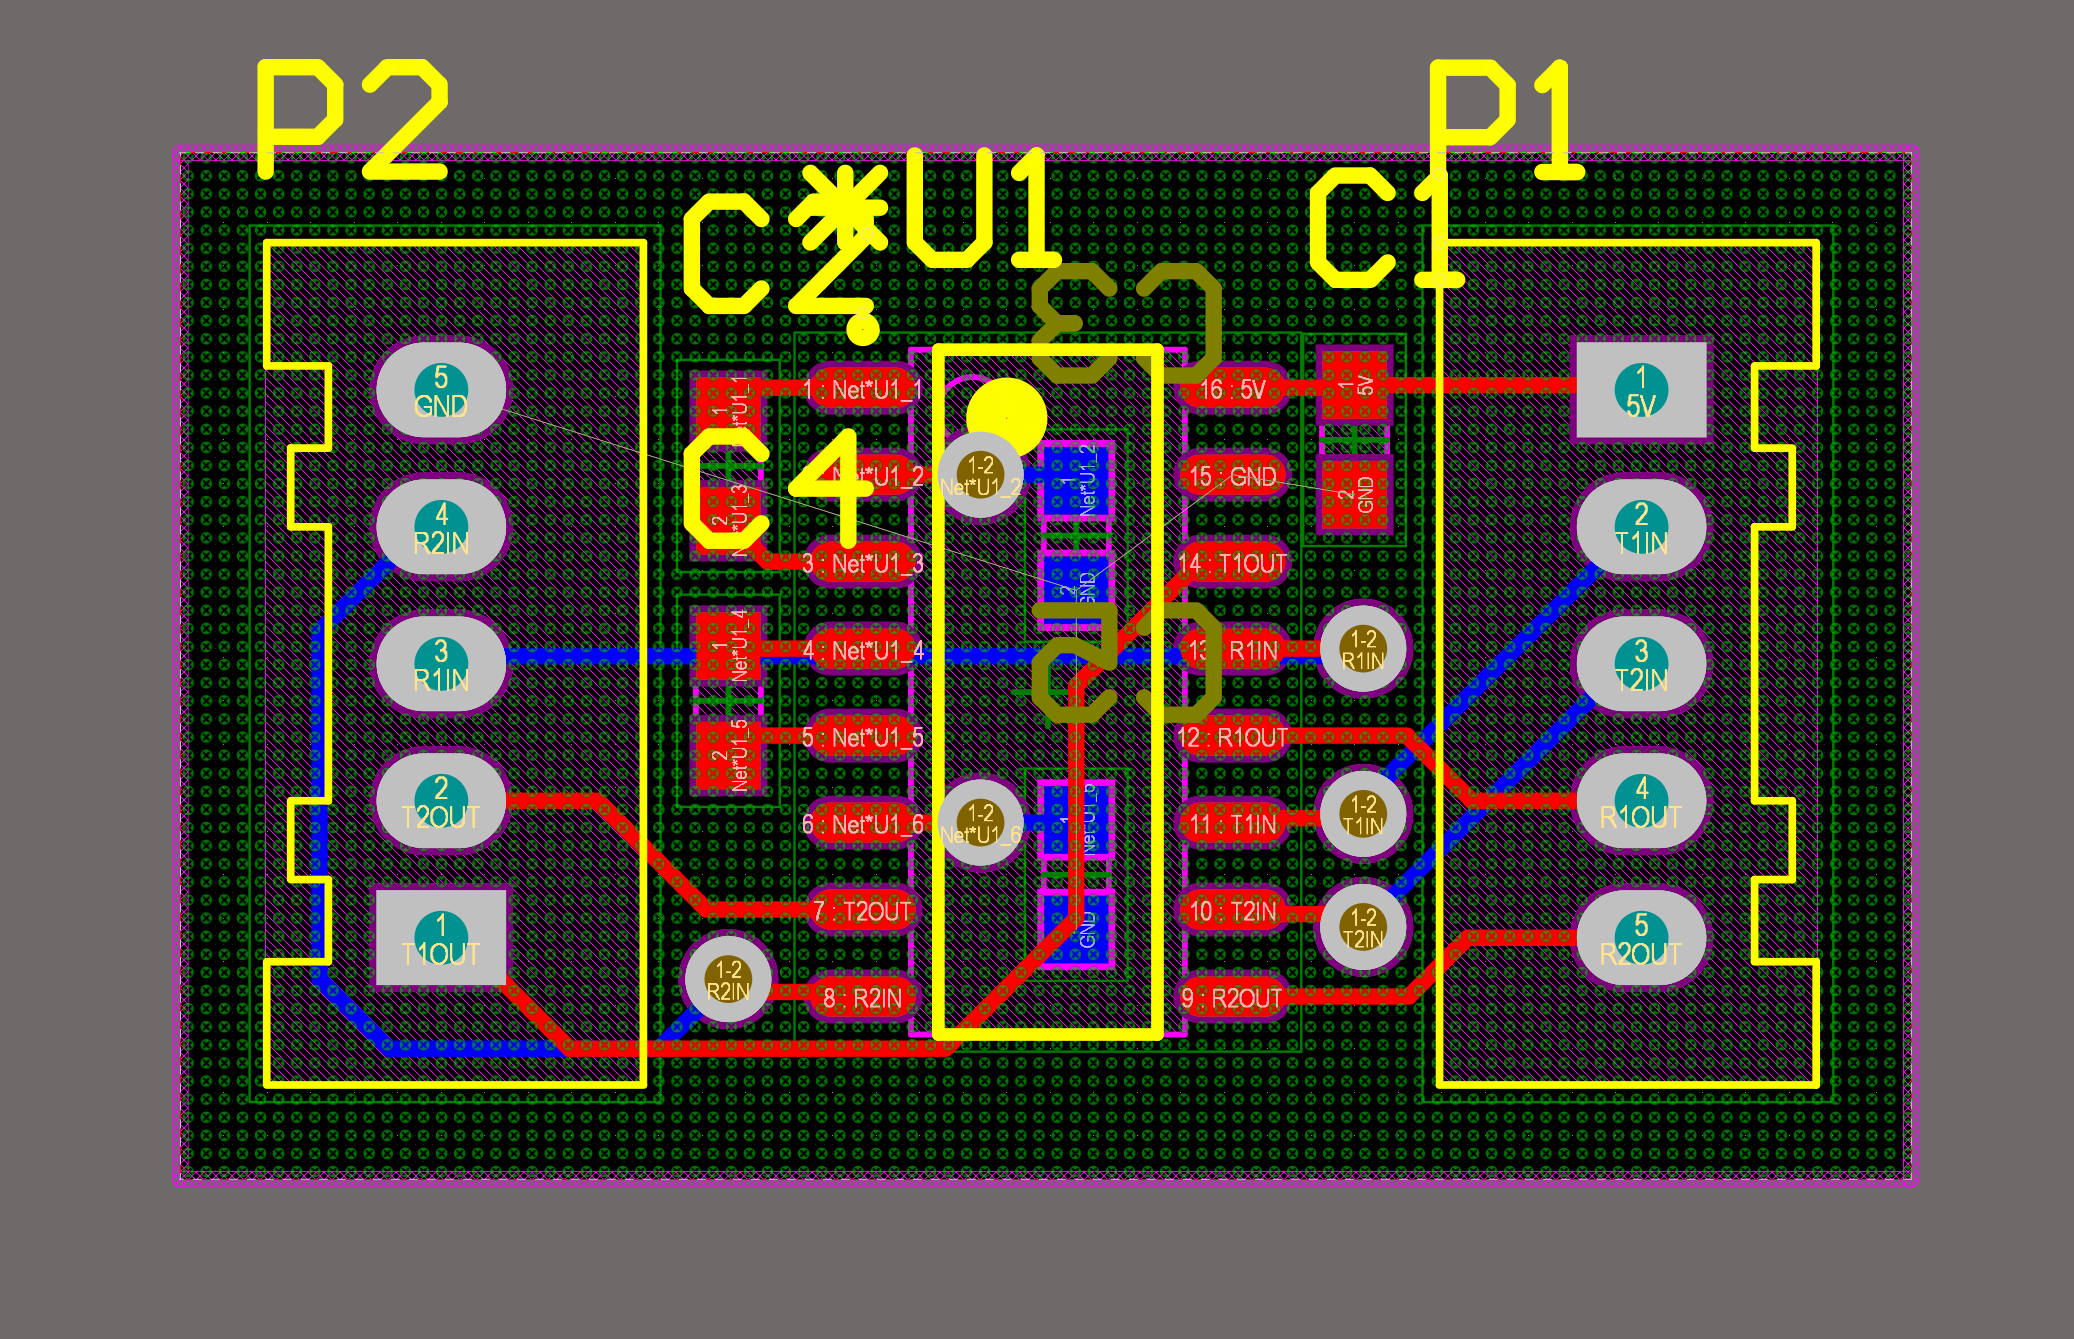 P2
P1
C2
*U1
C1
C3
C4
C5
5
GND
4
R2IN
3
R1IN
2
T2OUT
1
T1OUT
1
Net*U1_1
2
Net*U1_3
1
Net*U1_4
2
Net*U1_5
1-2
R2IN
1 : Net*U1_1
2 : Net*U1_2
3 : Net*U1_3
4 : Net*U1_4
5 : Net*U1_5
6 : Net*U1_6
7 : T2OUT
8 : R2IN
1-2
Net*U1_2
1-2
Net*U1_6
1
Net*U1_2
2
GND
1
Net*U1_6
GND
16 : 5V
15 : GND
14 : T1OUT
13 : R1IN
12 : R1OUT
11 : T1IN
10 : T2IN
9 : R2OUT
1
5V
2
GND
1-2
R1IN
1-2
T1IN
1-2
T2IN
1
5V
2
T1IN
3
T2IN
4
R1OUT
5
R2OUT